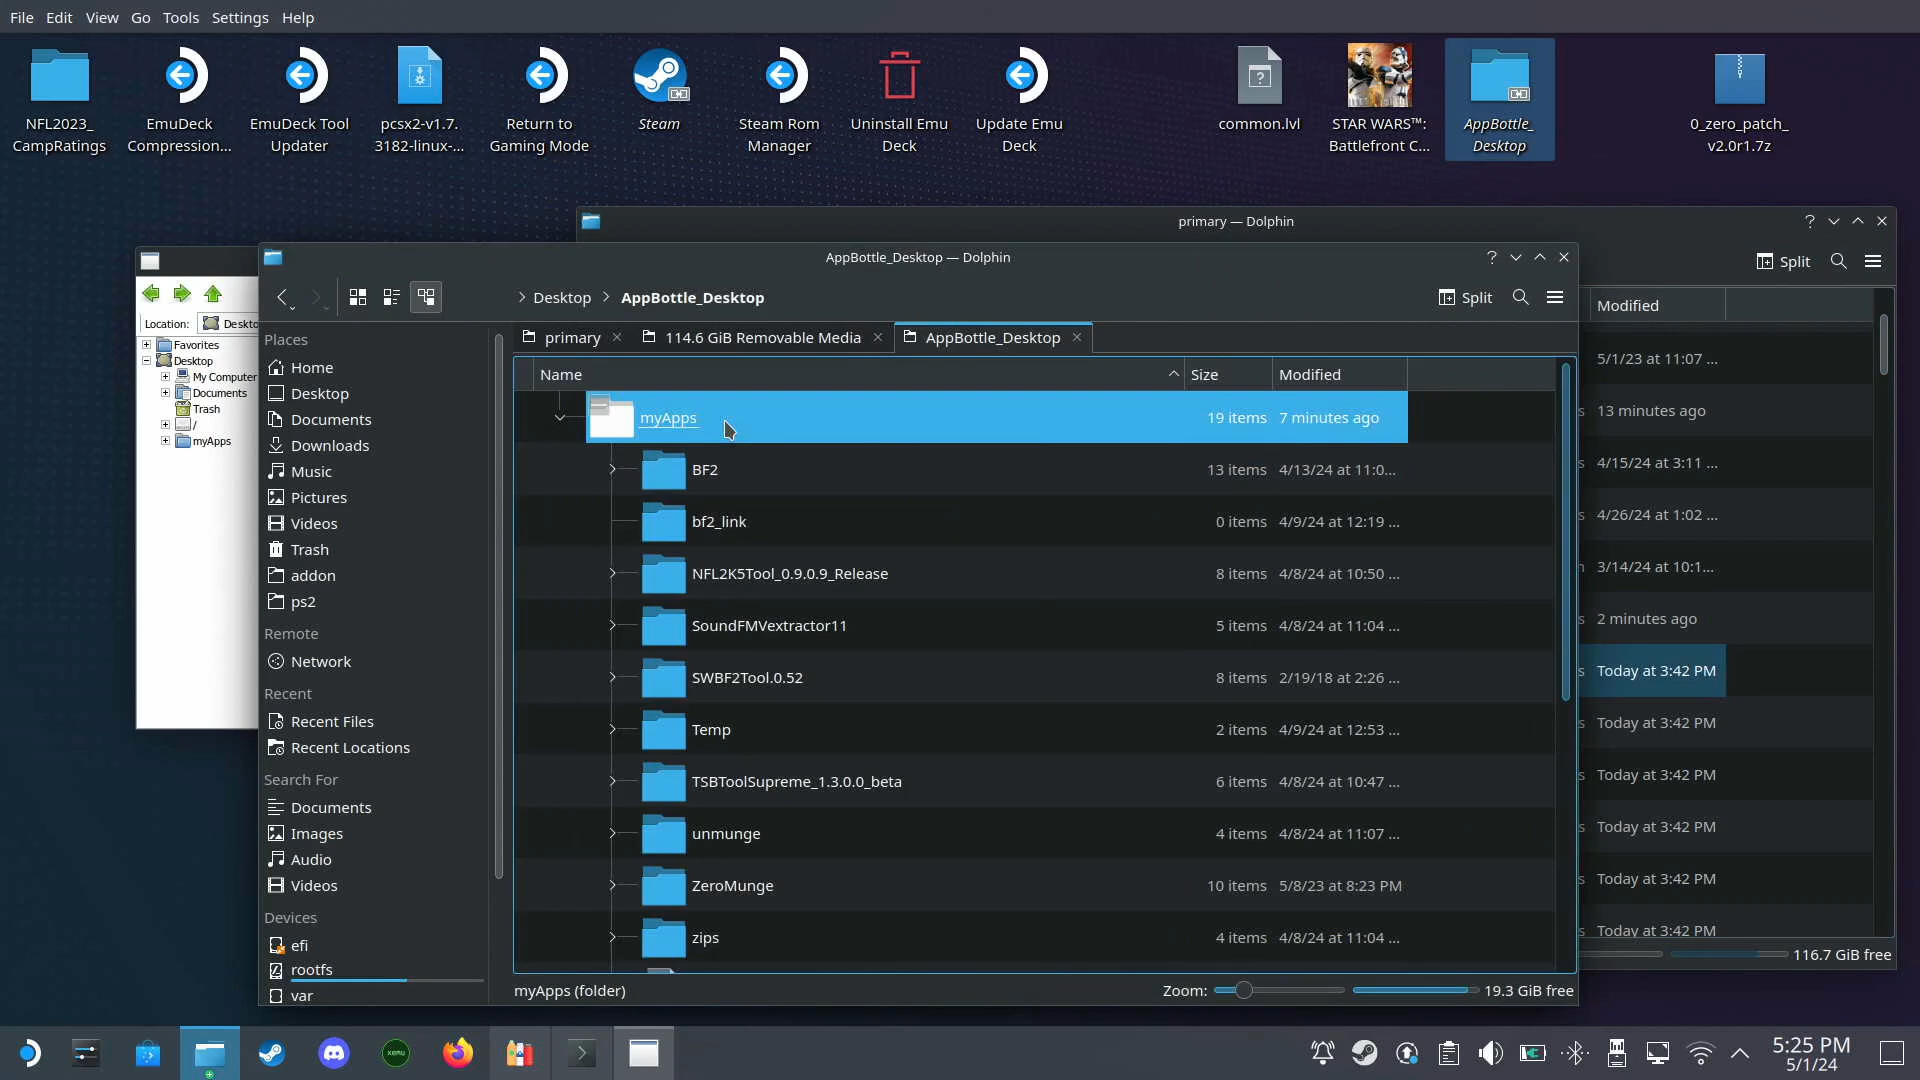 File Edit View Go Tools Settings Help
NFL2023_
CampRatings
EmuDeck
Compression...
EmuDeck Tool
Updater
pcsx2-v1.7.
3182-linux-...
Return to
Gaming Mode
Steam
Steam Rom
Manager
Uninstall Emu
Deck
Update Emu
Deck
common.lvl
STAR WARS™:
Battlefront C...
AppBottle_
Desktop
0_zero_patch_
v2.0r1.7z
primary — Dolphin
Split
Modified
5/1/23 at 11:07 ...
13 minutes ago
4/15/24 at 3:11 ...
4/26/24 at 1:02 ...
3/14/24 at 10:1...
2 minutes ago
Today at 3:42 PM
Today at 3:42 PM
Today at 3:42 PM
Today at 3:42 PM
Today at 3:42 PM
Today at 3:42 PM
116.7 GiB free
Location: Deskto
Favorites
Desktop
My Computer
Documents
Trash
/
myApps
AppBottle_Desktop — Dolphin
Desktop AppBottle_Desktop
Split
Places
Home
Desktop
Documents
Downloads
Music
Pictures
Videos
Trash
addon
ps2
Remote
Network
Recent
Recent Files
Recent Locations
Search For
Documents
Images
Audio
Videos
Devices
efi
rootfs
var
primary 114.6 GiB Removable Media AppBottle_Desktop
Name Size Modified
myApps 19 items 7 minutes ago
BF2 13 items 4/13/24 at 11:0...
bf2_link 0 items 4/9/24 at 12:19 ...
NFL2K5Tool_0.9.0.9_Release 8 items 4/8/24 at 10:50 ...
SoundFMVextractor11 5 items 4/8/24 at 11:04 ...
SWBF2Tool.0.52 8 items 2/19/18 at 2:26 ...
Temp 2 items 4/9/24 at 12:53 ...
TSBToolSupreme_1.3.0.0_beta 6 items 4/8/24 at 10:47 ...
unmunge 4 items 4/8/24 at 11:07 ...
ZeroMunge 10 items 5/8/23 at 8:23 PM
zips 4 items 4/8/24 at 11:04 ...
myApps (folder) Zoom: 19.3 GiB free
xemu
5:25 PM
5/1/24